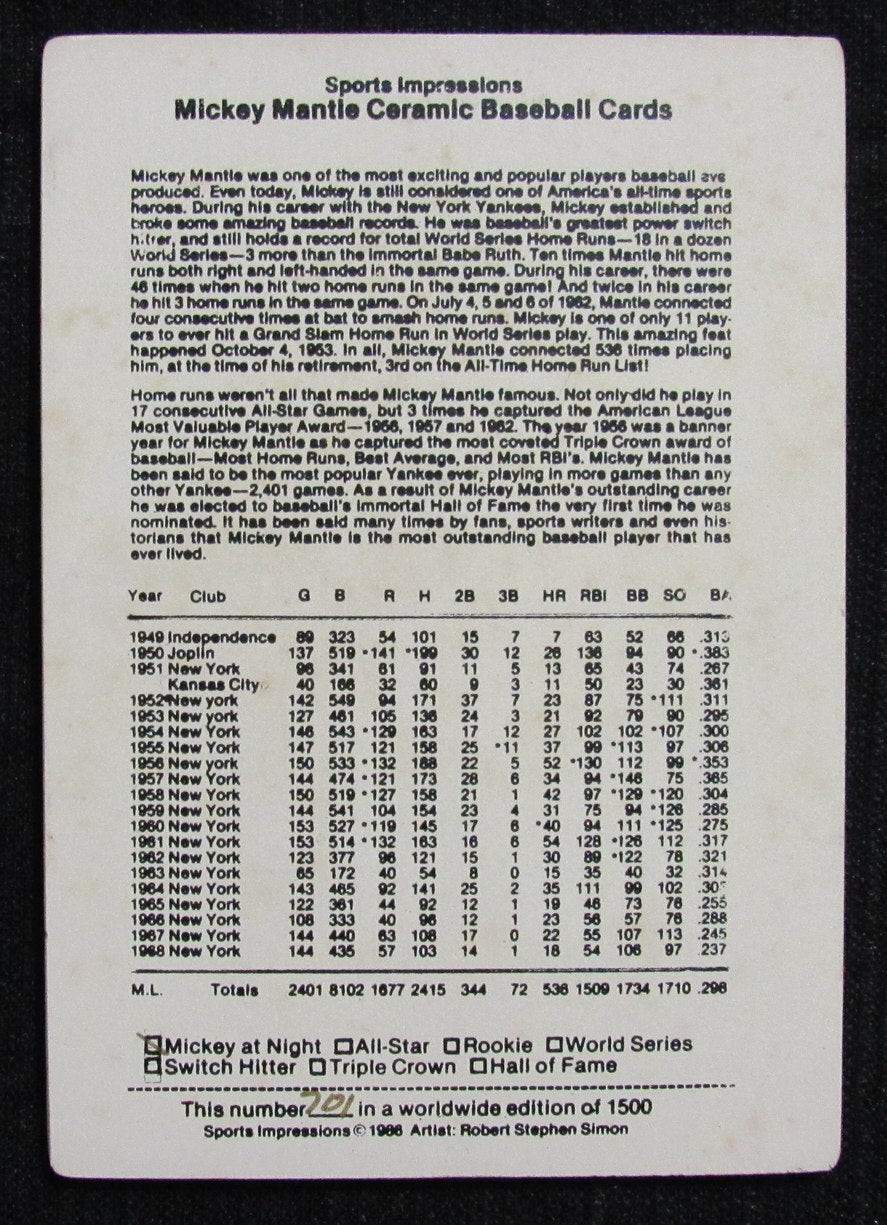 Sports Impressions
Mickey Mantle Ceramic Baseball Cards
Mickey Mantle was one of the most exciting and popular players baseball eve
produced. Even today, Mickey is still considered one of America's all-time sports
heroes. During his career with the New York Yankees, Mickey established and
broke some amazing baseball records. He was baseball's greatest power switch
hitter, and still holds a record for total World Series Home Runs—18 in a dozen
World Series—3 more than the immortal Babe Ruth. Ten times Mantle hit home
runs both right and left-handed in the same game. During his career, there were
46 times when he hit two home runs in the same game! And twice in his career
he hit 3 home runs in the same game. On July 4, 5 and 6 of 1962, Mantle connected
four consecutive times at bat to smash home runs. Mickey is one of only 11 play-
ers to ever hit a Grand Slam Home Run in World Series play. This amazing feat
happened October 4, 1953. In all, Mickey Mantle connected 536 times placing
him, at the time of his retirement, 3rd on the All-Time Home Run List!
Home runs weren't all that made Mickey Mantle famous. Not only did he play in
17 consecutive All-Star Games, but 3 times he captured the American League
Most Valuable Player Award—1956, 1957 and 1962. The year 1956 was a banner
year for Mickey Mantle as he captured the most coveted Triple Crown award of
baseball—Most Home Runs, Best Average, and Most RBI's. Mickey Mantle has
been said to be the most popular Yankee ever, playing in more games than any
other Yankee—2,401 games. As a result of Mickey Mantle's outstanding career
he was elected to baseball's Immortal Hall of Fame the very first time he was
nominated. It has been said many times by fans, sports writers and even his-
torians that Mickey Mantle is the most outstanding baseball player that has
ever lived.
Year Club G B R H 2B 3B HR RBI BB SO BA
1949 Independence 89 323 54 101 15 7 7 63 52 66 .313
1950 Joplin 137 519 *141 *199 30 12 26 136 94 90 *.383
1951 New York 96 341 61 91 11 5 13 65 43 74 .267
Kansas City 40 166 32 60 9 3 11 50 23 30 .361
1952 New york 142 549 94 171 37 7 23 87 75 *111 .311
1953 New York 127 461 105 136 24 3 21 92 79 90 .295
1954 New York 146 543 *129 163 17 12 27 102 102 *107 .300
1955 New York 147 517 121 158 25 *11 37 99 *113 97 .306
1956 New york 150 533 *132 188 22 5 52 *130 112 99 *.353
1957 New York 144 474 *121 173 28 6 34 94 *146 75 .365
1958 New York 150 519 *127 158 21 1 42 97 *129 *120 .304
1959 New York 144 541 104 154 23 4 31 75 94 *126 .285
1960 New York 153 527 *119 145 17 6 *40 94 111 *125 .275
1961 New York 153 514 *132 163 16 6 54 128 *126 112 .317
1962 New York 123 377 96 121 15 1 30 89 *122 78 .321
1963 New York 65 172 40 54 8 0 15 35 40 32 .314
1964 New York 143 465 92 141 25 2 35 111 99 102
1965 New York 122 361 44 92 12 1 19 46 73 76 .255
1966 New York 108 333 40 96 12 1 23 56 57 76 .288
1967 New York 144 440 63 108 17 0 22 55 107 113 .245
1968 New York 144 435 57 103 14 1 18 54 106 97 .237
M.L. Totals 2401 8102 1677 2415 344 72 536 1509 1734 1710 .298
Mickey at Night All-Star Rookie World Series
Switch Hitter Triple Crown Hall of Fame
This number 201 in a worldwide edition of 1500
Sports Impressions © 1986 Artist: Robert Stephen Simon